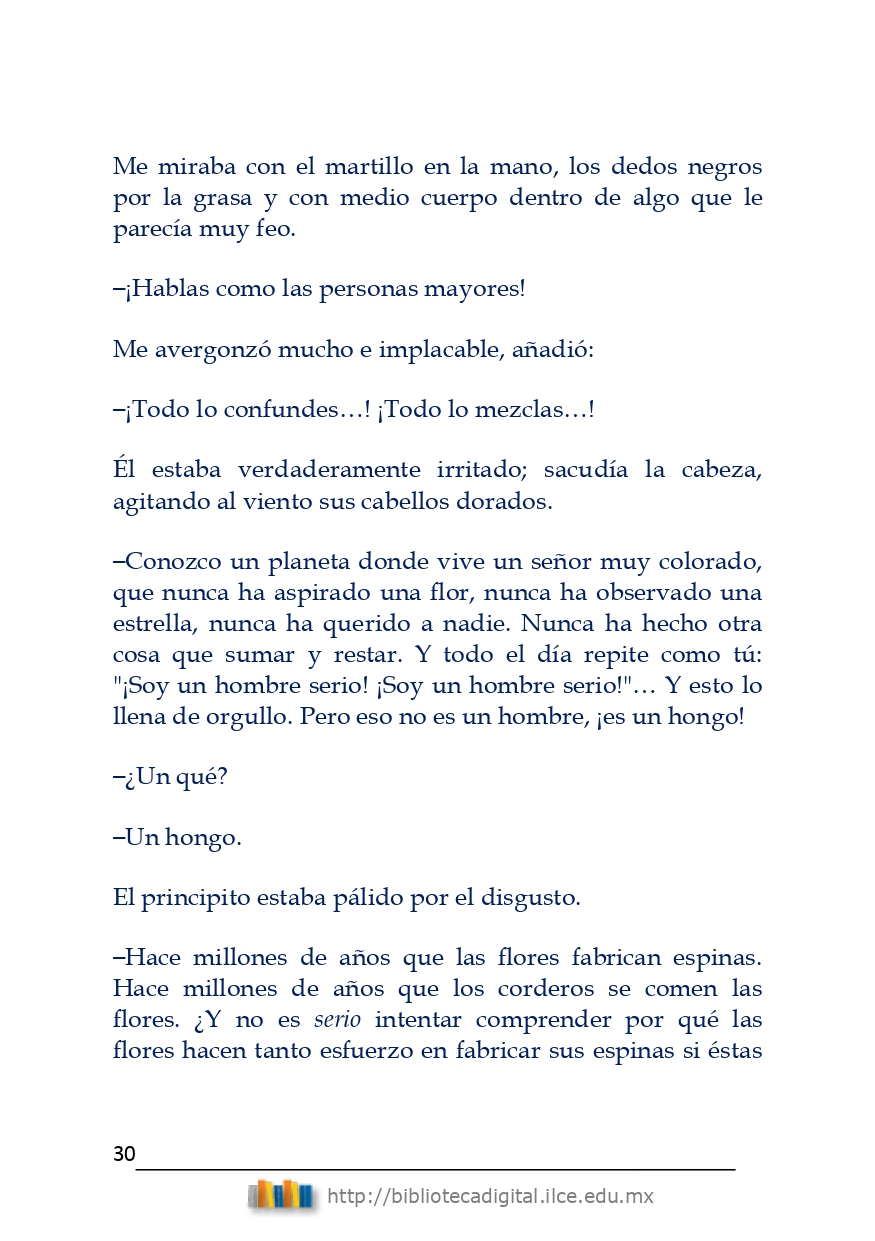 Me miraba con el martillo en la mano, los dedos negros
por la grasa y con medio cuerpo dentro de algo que le
parecía muy feo.
–¡Hablas como las personas mayores!
Me avergonzó mucho e implacable, añadió:
–¡Todo lo confundes…! ¡Todo lo mezclas…!
Él estaba verdaderamente irritado; sacudía la cabeza,
agitando al viento sus cabellos dorados.
–Conozco un planeta donde vive un señor muy colorado,
que nunca ha aspirado una flor, nunca ha observado una
estrella, nunca ha querido a nadie. Nunca ha hecho otra
cosa que sumar y restar. Y todo el día repite como tú:
"¡Soy un hombre serio! ¡Soy un hombre serio!"… Y esto lo
llena de orgullo. Pero eso no es un hombre, ¡es un hongo!
–¿Un qué?
–Un hongo.
El principito estaba pálido por el disgusto.
–Hace millones de años que las flores fabrican espinas.
Hace millones de años que los corderos se comen las
flores. ¿Y no es serio intentar comprender por qué las
flores hacen tanto esfuerzo en fabricar sus espinas si éstas
30
http://bibliotecadigital.ilce.edu.mx